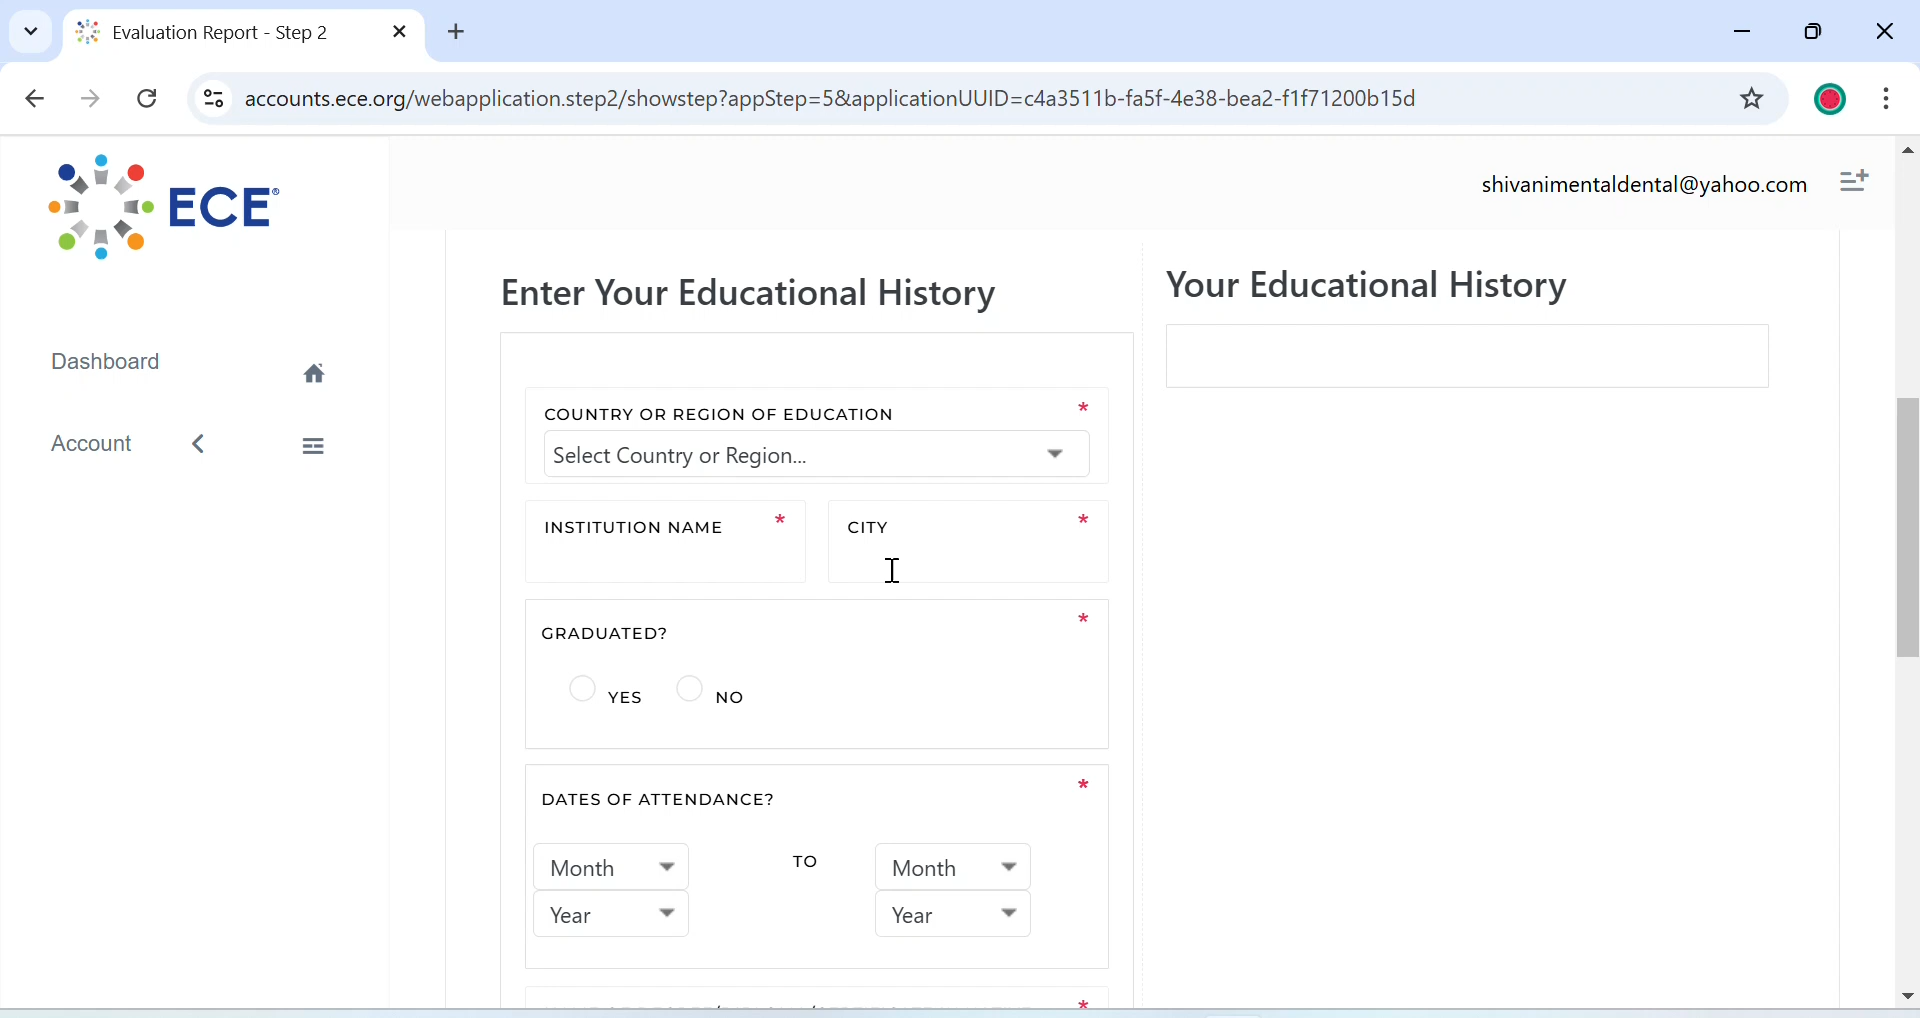 Evaluation Report - Step 2
accounts.ece.org/webapplication.step2/showstep?appStep=5&applicationUUID=c4a3511b-fa5f-4e38-bea2-f1f71200b15d
ECE®
shivanimentaldental@yahoo.com
Dashboard
Account
Enter Your Educational History
Your Educational History
COUNTRY OR REGION OF EDUCATION *
Select Country or Region...
INSTITUTION NAME * CITY *
GRADUATED? *
YES NO
DATES OF ATTENDANCE? *
Month TO Month
Year Year
*